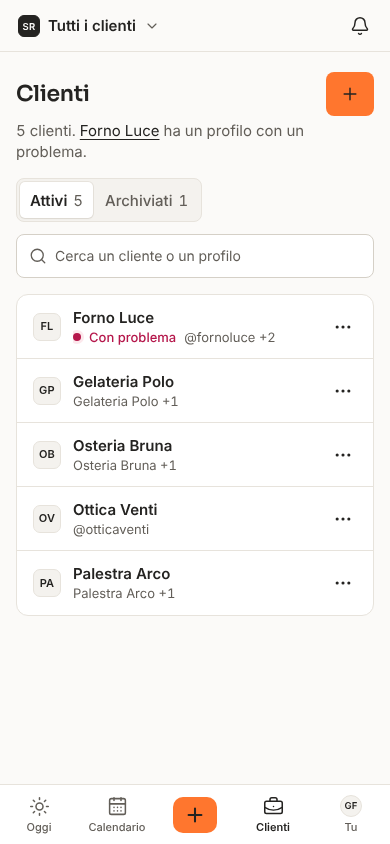 SR Tutti i clienti
Clienti
5 clienti. Forno Luce ha un profilo con un
problema.
Attivi 5 Archiviati 1
Cerca un cliente o un profilo
FL Forno Luce
Con problema @fornoluce +2
GP Gelateria Polo
Gelateria Polo +1
OB Osteria Bruna
Osteria Bruna +1
OV Ottica Venti
@otticaventi
PA Palestra Arco
Palestra Arco +1
GF
Oggi Calendario Clienti Tu